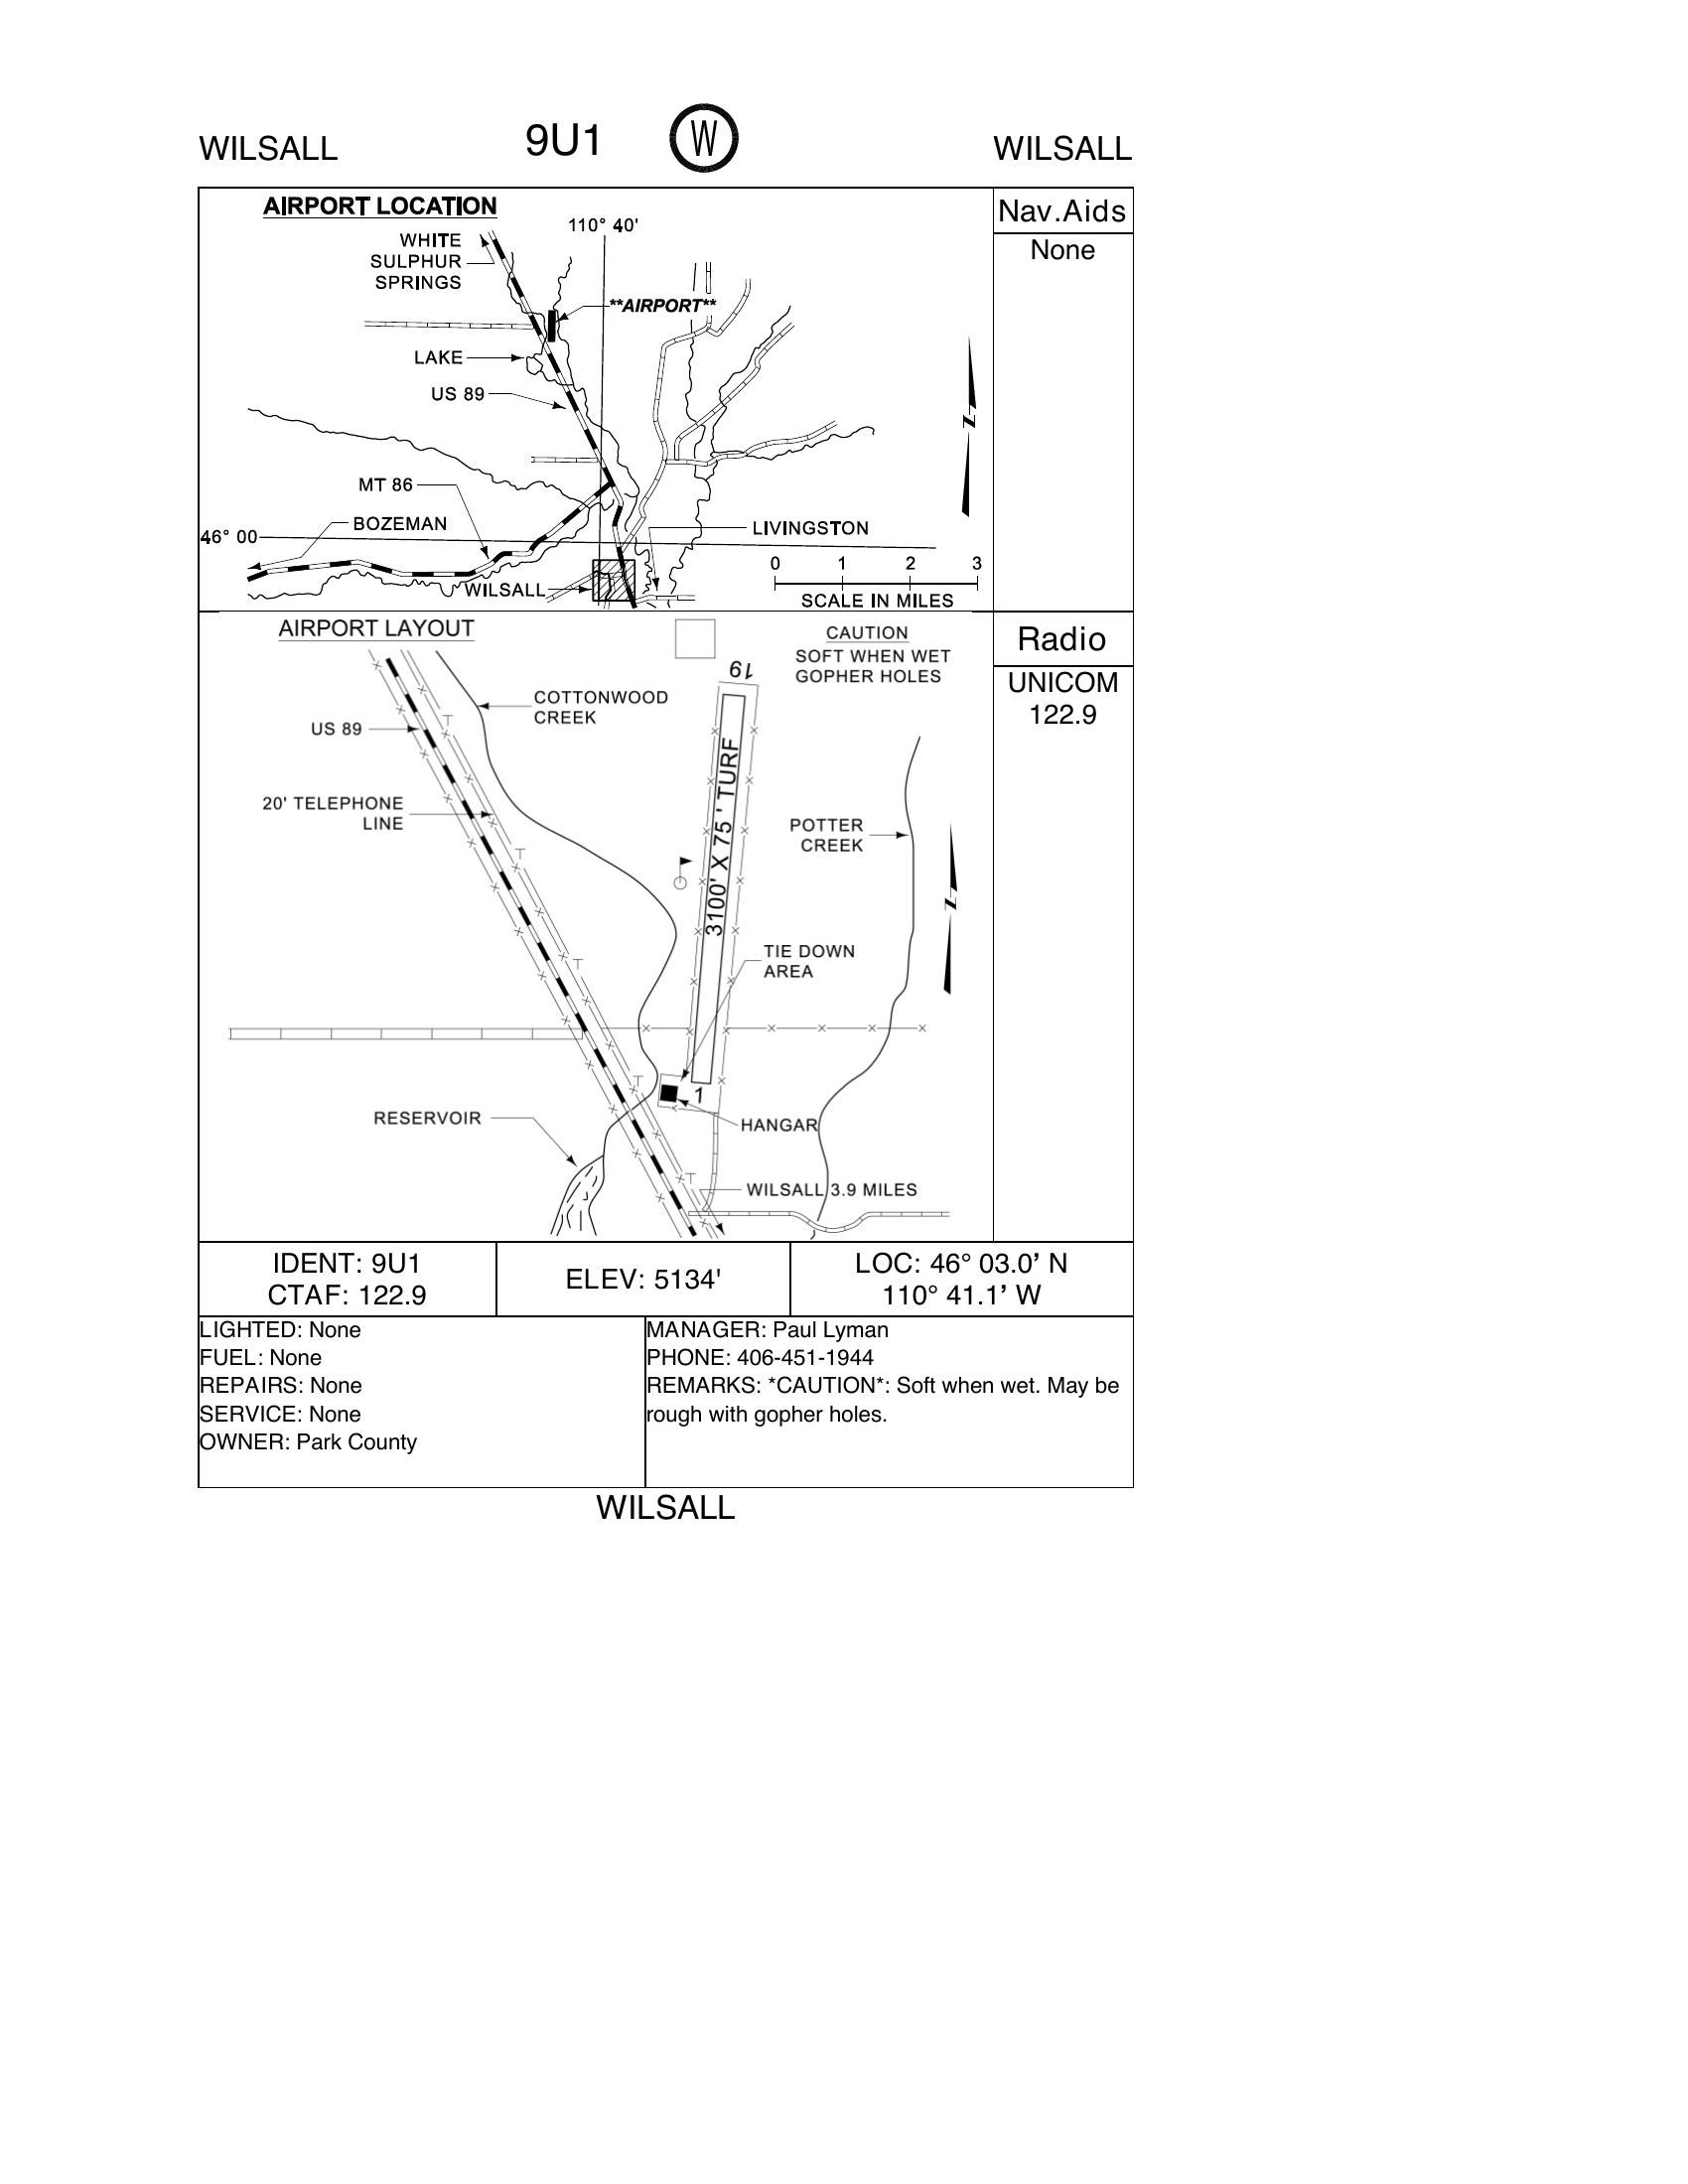 WILSALL 9U1 W WILSALL
AIRPORT LOCATION
110° 40'
WHITE
SULPHUR
SPRINGS
**AIRPORT**
LAKE
US 89
N
MT 86
BOZEMAN
46° 00
LIVINGSTON
0 1 2 3
WILSALL
SCALE IN MILES
Nav.Aids
None
AIRPORT LAYOUT
CAUTION
SOFT WHEN WET
GOPHER HOLES
19
COTTONWOOD
CREEK
US 89
3100' X 75 ' TURF
20' TELEPHONE
LINE
POTTER
CREEK
N
TIE DOWN
AREA
1
RESERVOIR
HANGAR
WILSALL 3.9 MILES
Radio
UNICOM
122.9
IDENT: 9U1
CTAF: 122.9
ELEV: 5134'
LOC: 46° 03.0’ N
110° 41.1’ W
LIGHTED: None
FUEL: None
REPAIRS: None
SERVICE: None
OWNER: Park County
MANAGER: Paul Lyman
PHONE: 406-451-1944
REMARKS: *CAUTION*: Soft when wet. May be
rough with gopher holes.
WILSALL